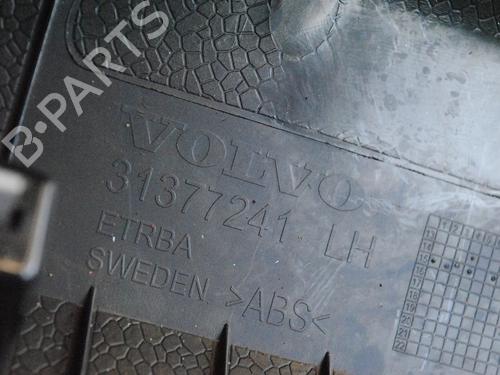 B-PARTS
VOLVO
31377241 LH
ETRBA
SWEDEN >ABS<